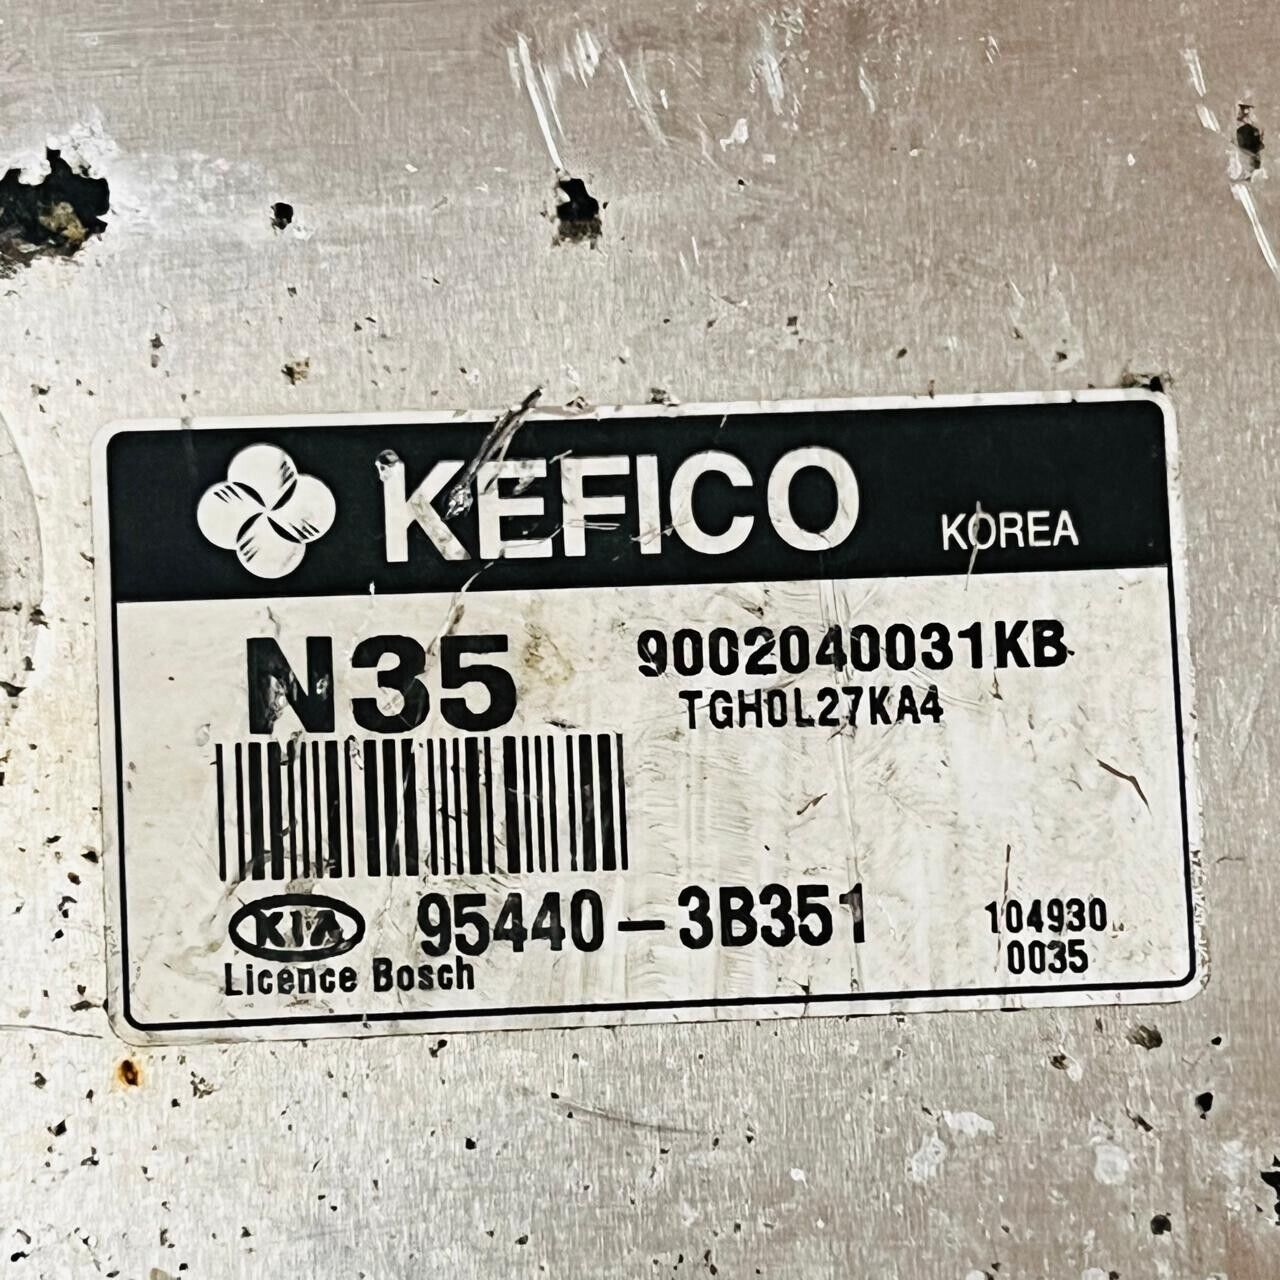 KEFICO KOREA
N35
9002040031KB
TGH0L27KA4
KIA 95440-3B351
Licence Bosch
104930
0035